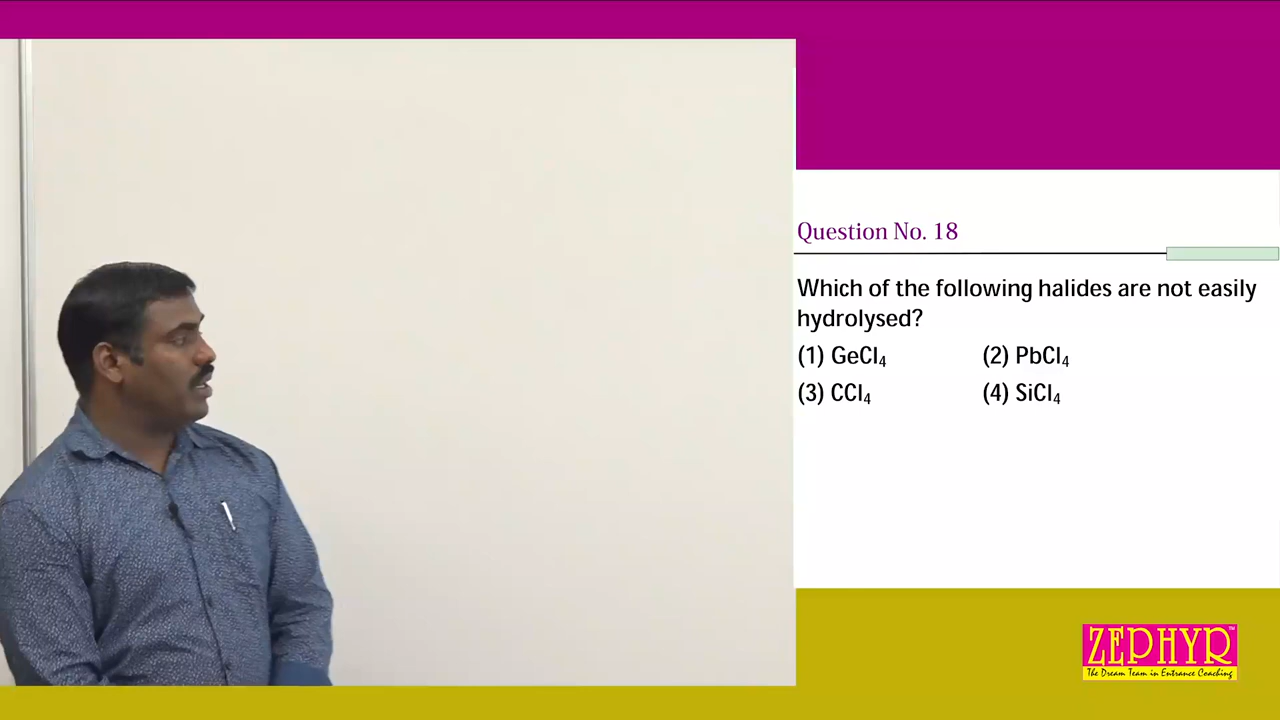 Question No. 18
Which of the following halides are not easily
hydrolysed?
(1) GeCl₄ (2) PbCl₄
(3) CCl₄ (4) SiCl₄
ZEPHYR™
The Dream Team in Entrance Coaching